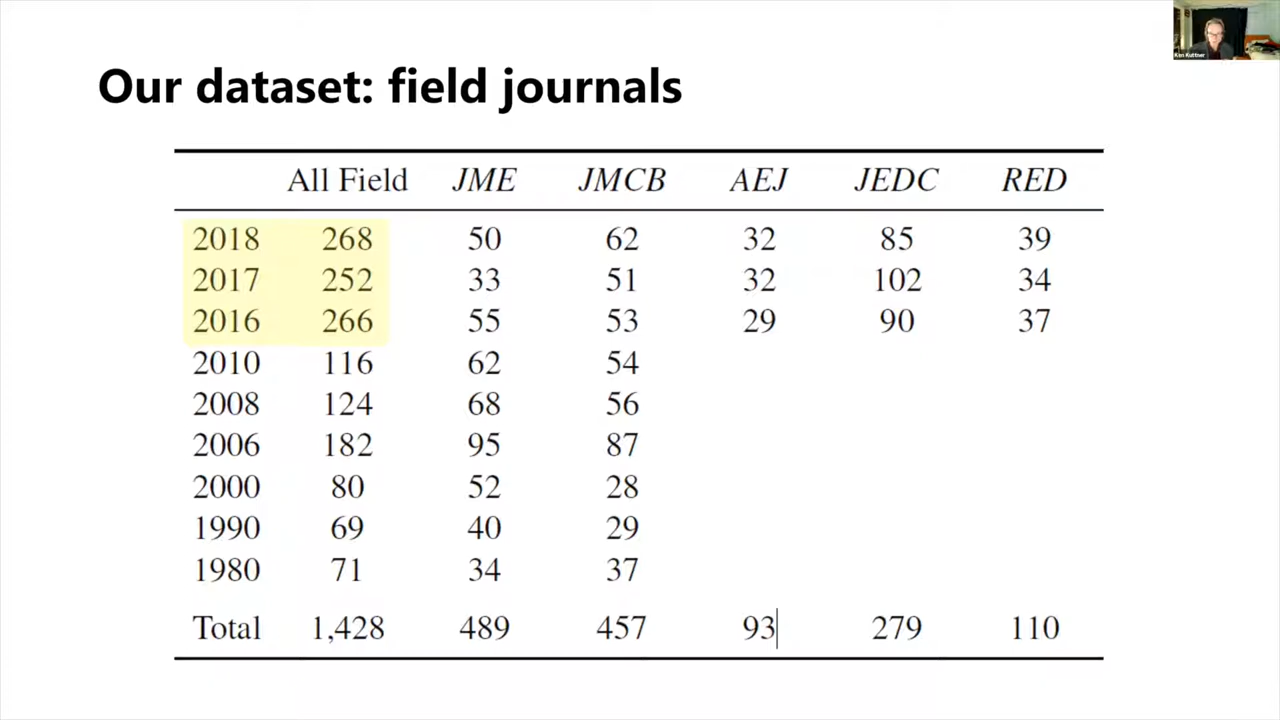 Ken Kuttner
Our dataset: field journals
All Field JME JMCB AEJ JEDC RED
2018 268 50 62 32 85 39
2017 252 33 51 32 102 34
2016 266 55 53 29 90 37
2010 116 62 54
2008 124 68 56
2006 182 95 87
2000 80 52 28
1990 69 40 29
1980 71 34 37
Total 1,428 489 457 93 279 110